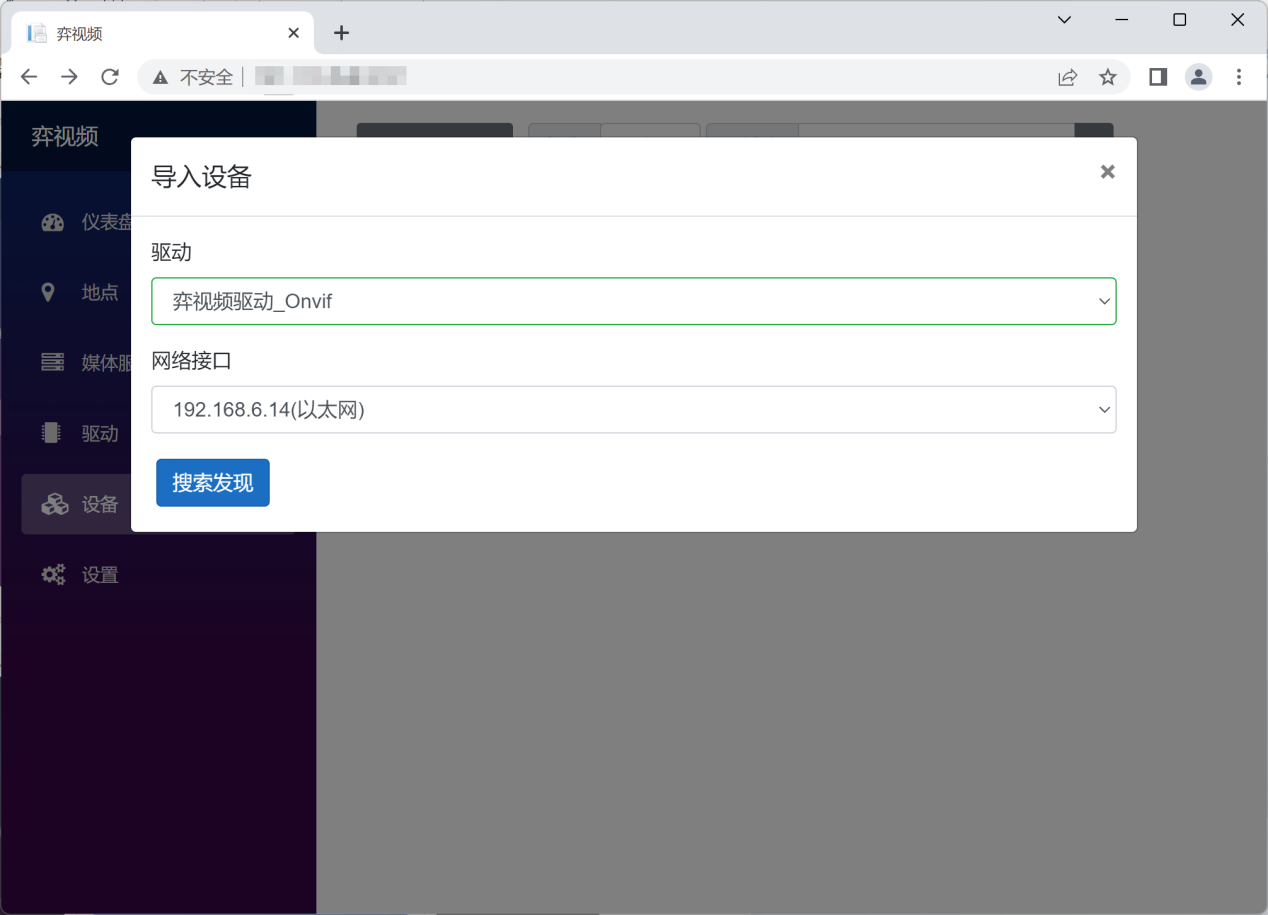 弈视频
不安全
弈视频
导入设备
仪表盘
驱动
地点
弈视频驱动_Onvif
网络接口
媒体服
192.168.6.14(以太网)
驱动
搜索发现
设备
设置